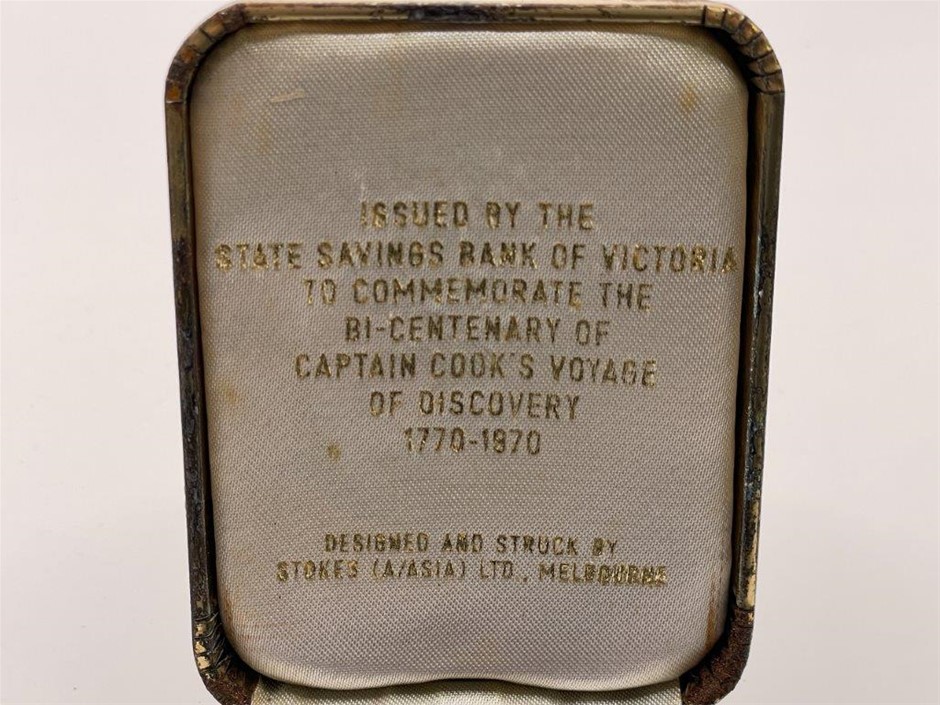 ISSUED BY THE
STATE SAVINGS BANK OF VICTORIA
TO COMMEMORATE THE
BI-CENTENARY OF
CAPTAIN COOK'S VOYAGE
OF DISCOVERY
1770-1970
DESIGNED AND STRUCK BY
STOKES (A/ASIA) LTD., MELBOURNE